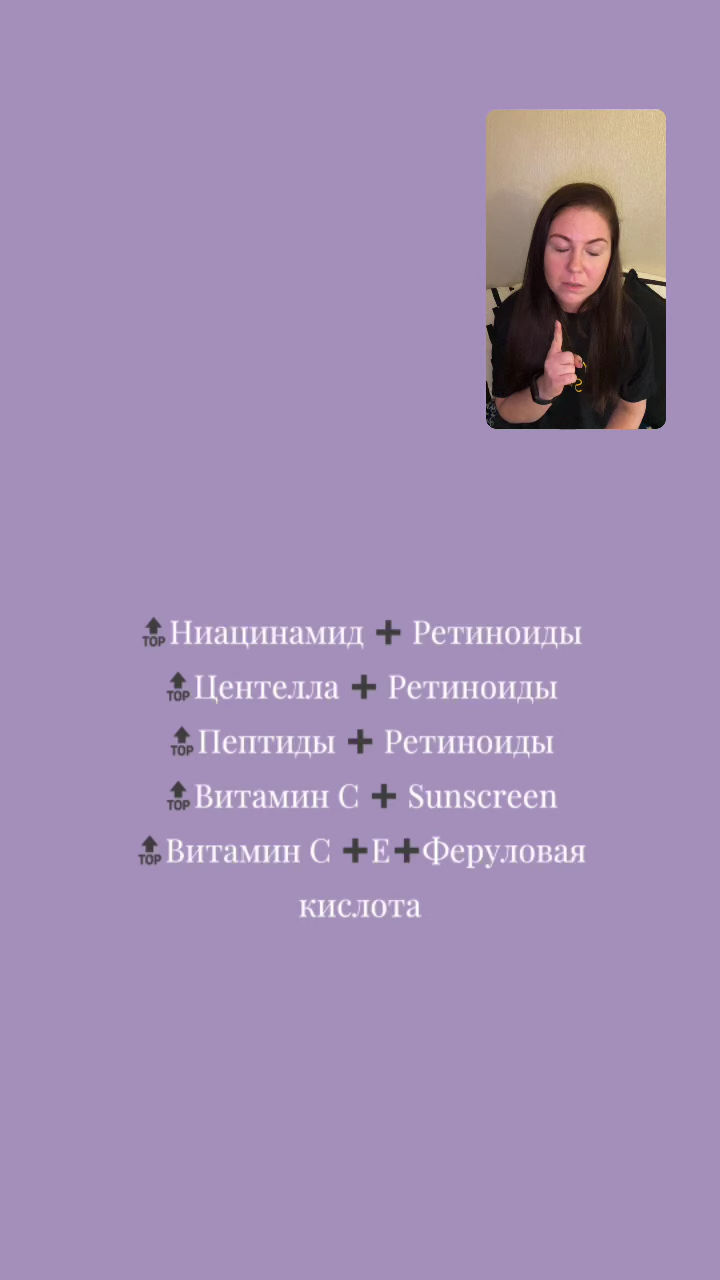 🔝Ниацинамид ➕ Ретиноиды
🔝Центелла ➕ Ретиноиды
🔝Пептиды ➕ Ретиноиды
🔝Витамин С ➕ Sunscreen
🔝Витамин С ➕Е➕Феруловая
кислота